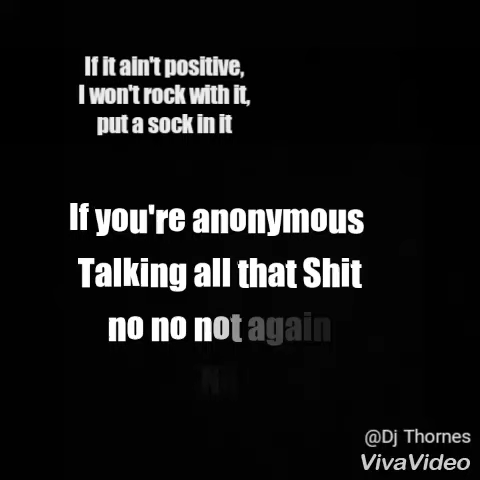 If it ain't positive,
I won't rock with it,
put a sock in it
If you're anonymous
Talking all that Shit
no no not again
@Dj Thornes
VivaVideo